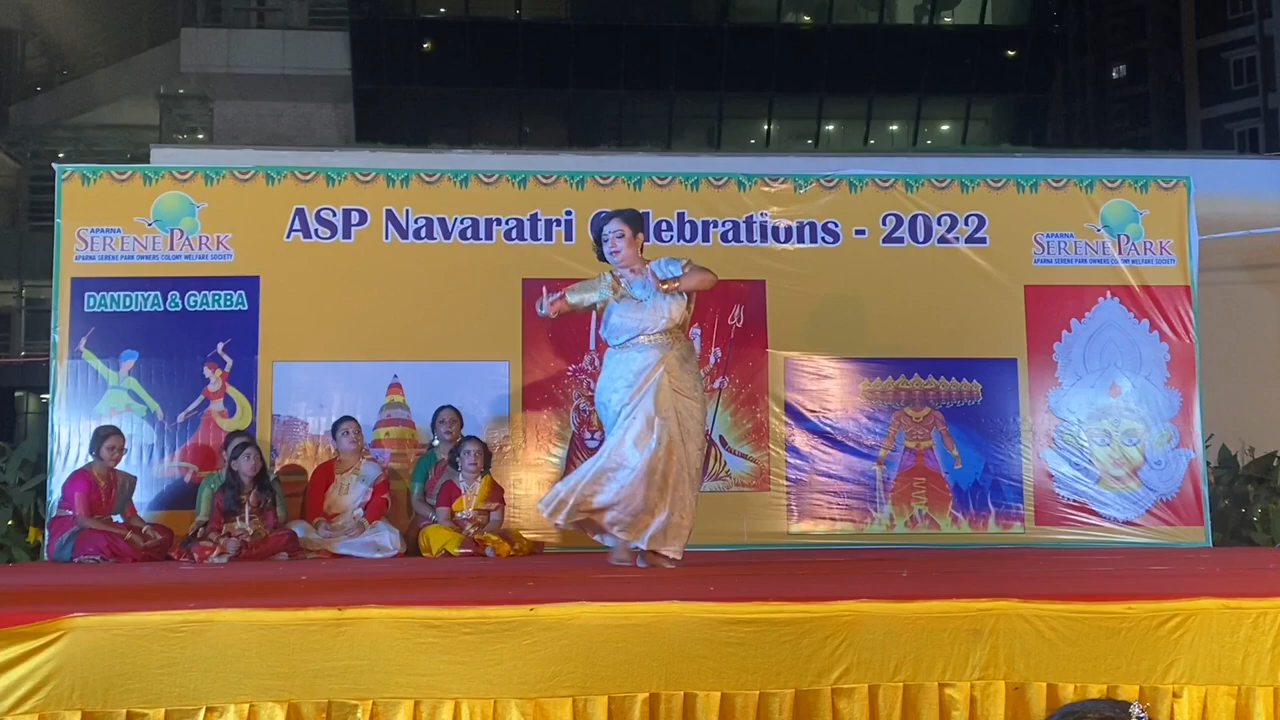 APARNA
SERENE PARK
APARNA SERENE PARK OWNERS COLONY WELFARE SOCIETY
ASP Navaratri C lebrations - 2022
APARNA
SERENE PARK
APARNA SERENE PARK OWNERS COLONY WELFARE SOCIETY
DANDIYA & GARBA